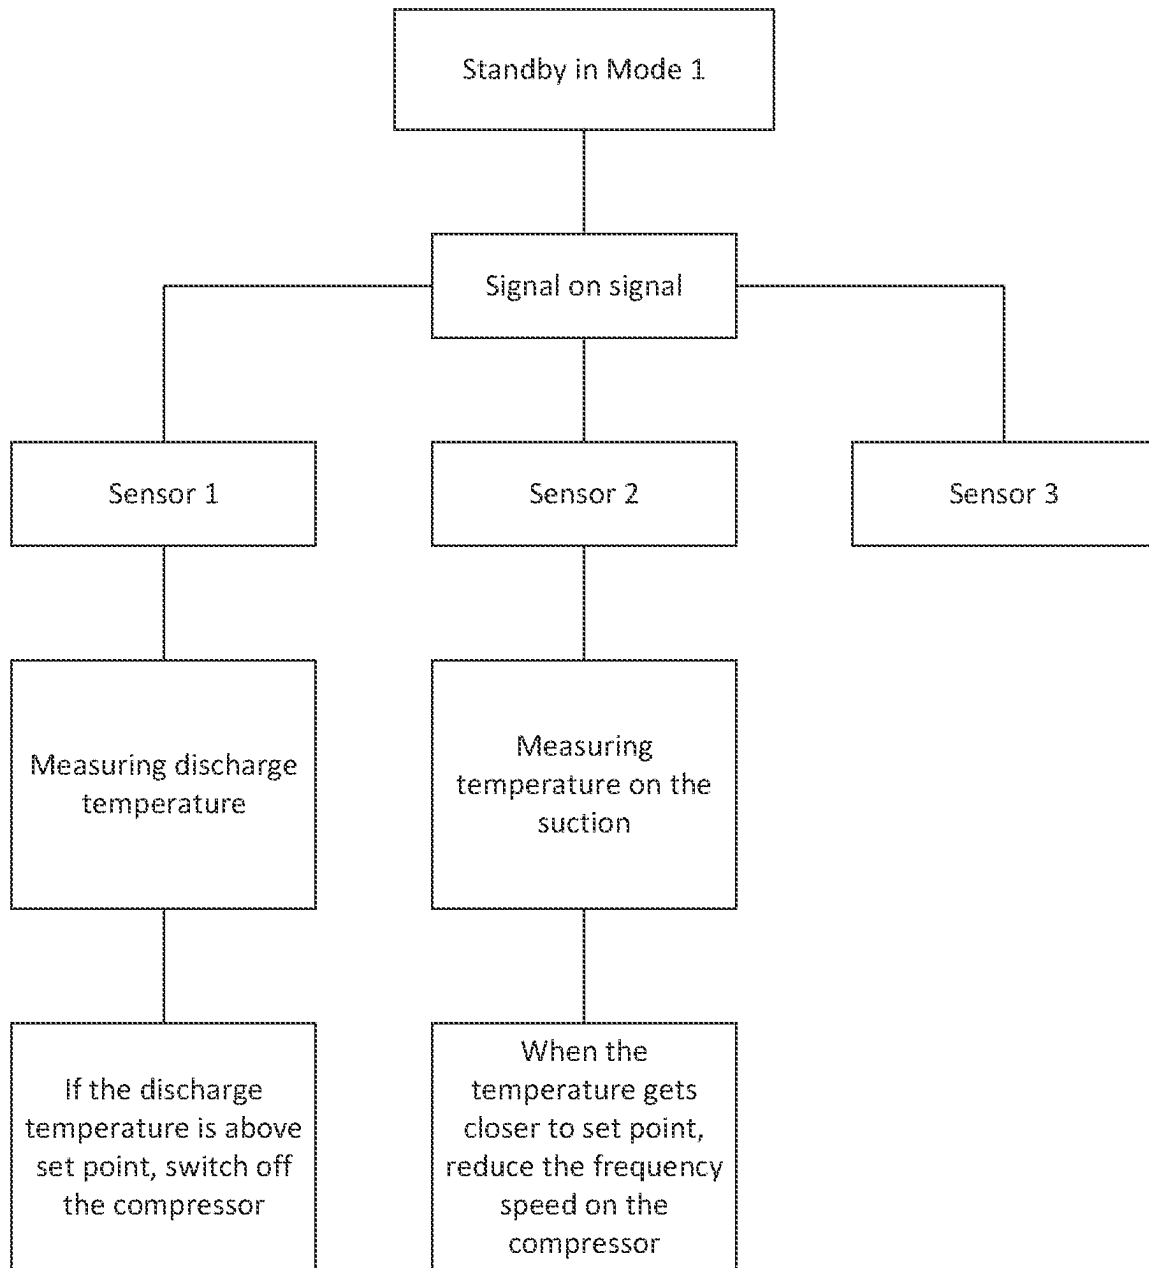 Standby in Mode 1
Signal on signal
Sensor 1
Sensor 2
Sensor 3
Measuring discharge
temperature
Measuring
temperature on the
suction
If the discharge
temperature is above
set point, switch off
the compressor
When the
temperature gets
closer to set point,
reduce the frequency
speed on the
compressor